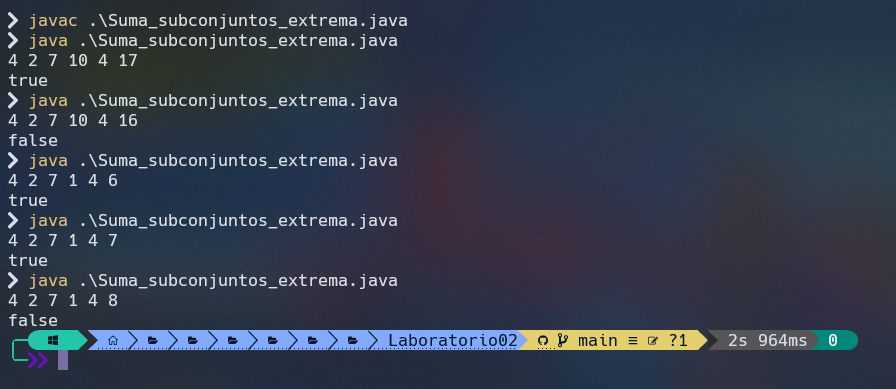 ❯ javac .\Suma_subconjuntos_extrema.java
❯ java .\Suma_subconjuntos_extrema.java
4 2 7 10 4 17
true
❯ java .\Suma_subconjuntos_extrema.java
4 2 7 10 4 16
false
❯ java .\Suma_subconjuntos_extrema.java
4 2 7 1 4 6
true
❯ java .\Suma_subconjuntos_extrema.java
4 2 7 1 4 7
true
❯ java .\Suma_subconjuntos_extrema.java
4 2 7 1 4 8
false
Laboratorio02 main ≡ ?1 2s 964ms 0